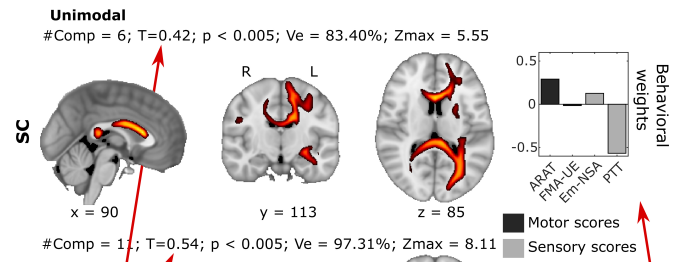 Unimodal
#Comp = 6; T=0.42; p < 0.005; Ve = 83.40%; Zmax = 5.55
R
L
SC
x = 90
y = 113
z = 85
0.5
0
-0.5
ARAT
FMA-UE
Em-NSA
PTT
Behavioral
weights
Motor scores
Sensory scores
#Comp = 11; T=0.54; p < 0.005; Ve = 97.31%; Zmax = 8.11